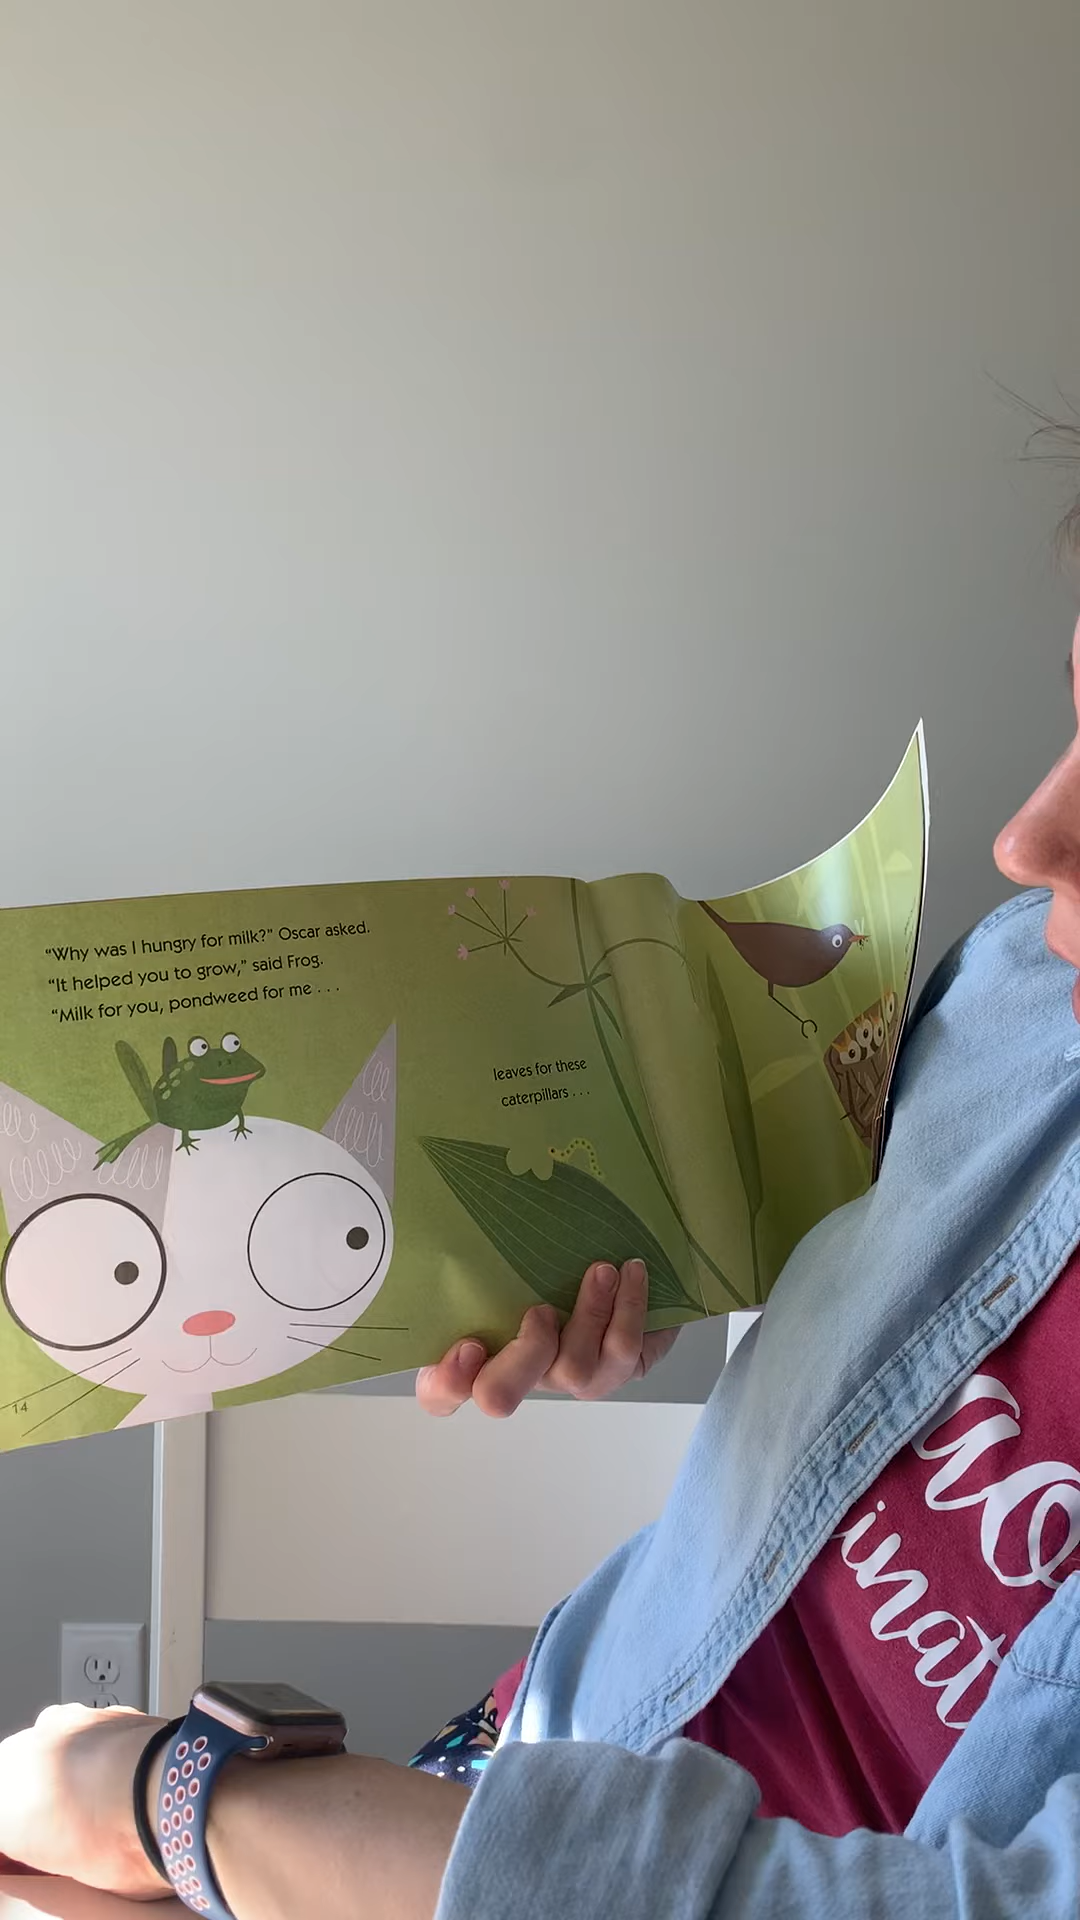 “Why was I hungry for milk?” Oscar asked.
“It helped you to grow,” said Frog.
“Milk for you, pondweed for me . . .
leaves for these
caterpillars . . .
14